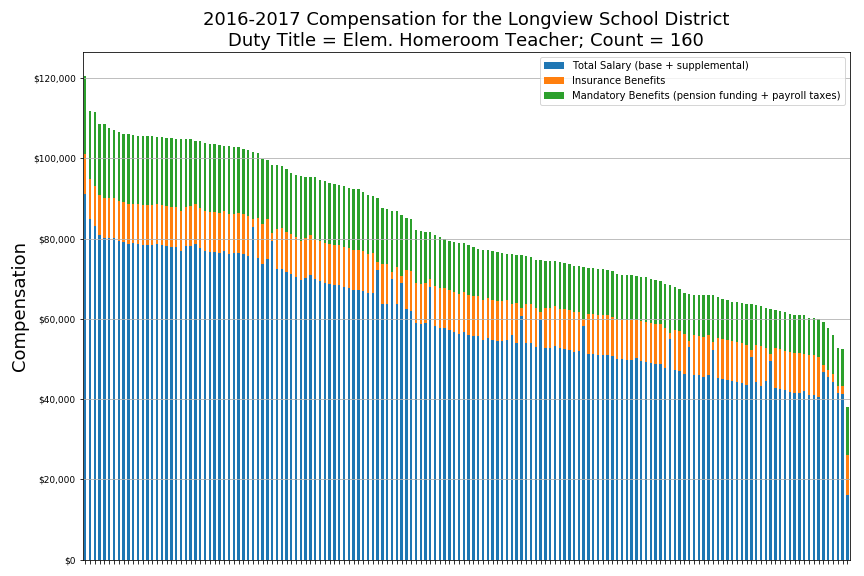 2016-2017 Compensation for the Longview School District
Duty Title = Elem. Homeroom Teacher; Count = 160
Total Salary (base + supplemental)
Insurance Benefits
Mandatory Benefits (pension funding + payroll taxes)
$120,000
$100,000
$80,000
$60,000
$40,000
$20,000
$0
Compensation